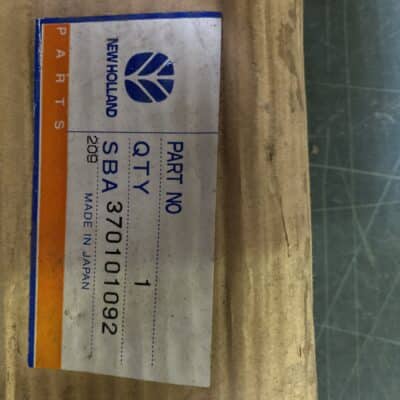 PARTS
NEW HOLLAND
PART NO
QTY 1
SBA 370101092
209
MADE IN JAPAN